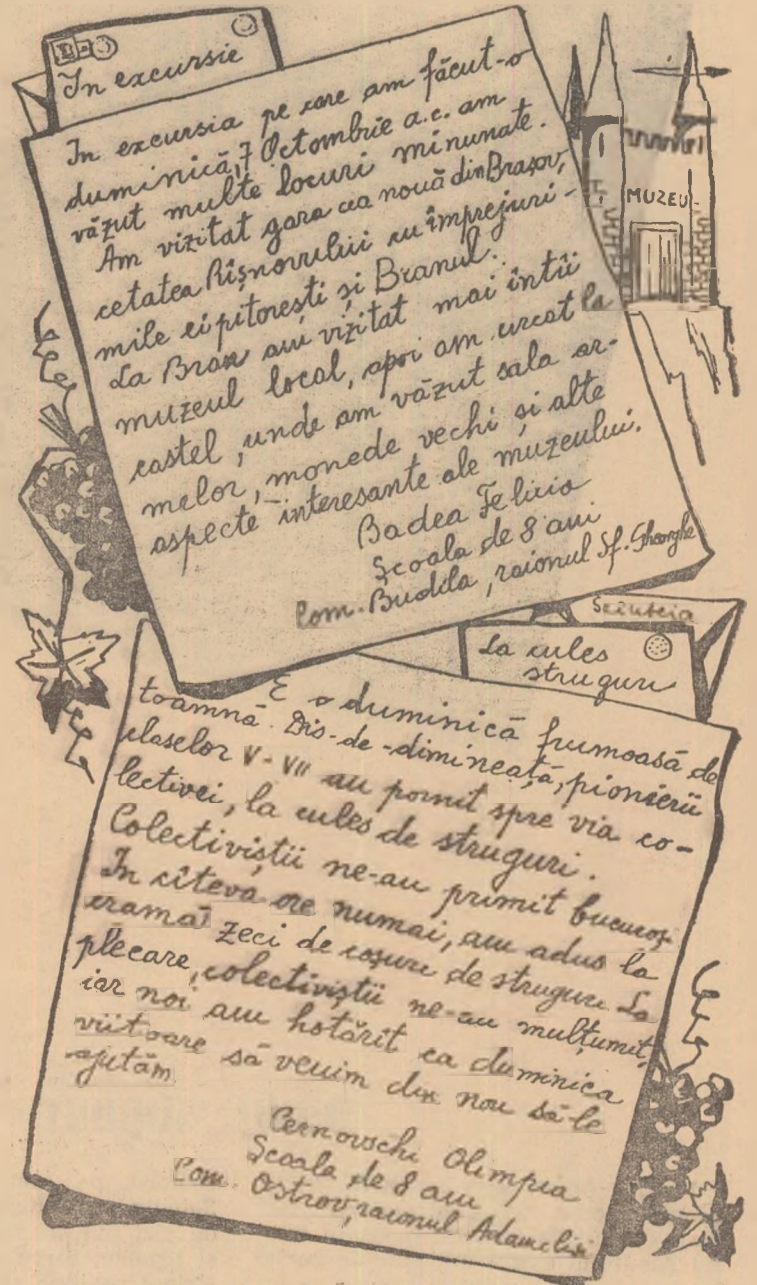 In excursie
In excursia pe care am făcut-o
duminică, 7 Octombrie a.c. am
văzut multe locuri minunate.
Am vizitat gara cea nouă din Brașov,
cetatea Rîșnovului cu împrejuri-
mile ei pitorești și Branul.
La Bran am vizitat mai întîi
muzeul local, apoi am urcat la
castel, unde am văzut sala ar-
melor, monede vechi și alte
aspecte interesante ale muzeului.
Badea Felicia
Școala de 8 ani
Com. Budila, raionul Sf. Gheorghe
MUZEU
Scînteia
La cules
struguri
E o duminică frumoasă de
toamnă. Dis-de-dimineață, pionierii
claselor V-VII au pornit spre via co-
lectivei, la cules de struguri.
Colectiviștii ne-au primit bucuroși.
In cîteva ore numai, am adus la
cramă zeci de coșuri de struguri. La
plecare, colectiviștii ne-au mulțumit,
iar noi am hotărît ca duminica
viitoare să venim din nou să-le
ajutăm
Cernovschi Olimpia
Școala de 8 ani
Com. Ostrov, raionul Adamclisi